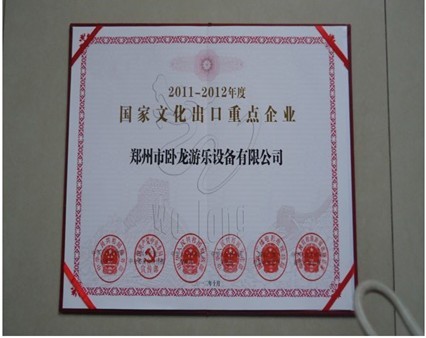 2011-2012年度
国家文化出口重点企业
郑州市卧龙游乐设备有限公司
Wo long